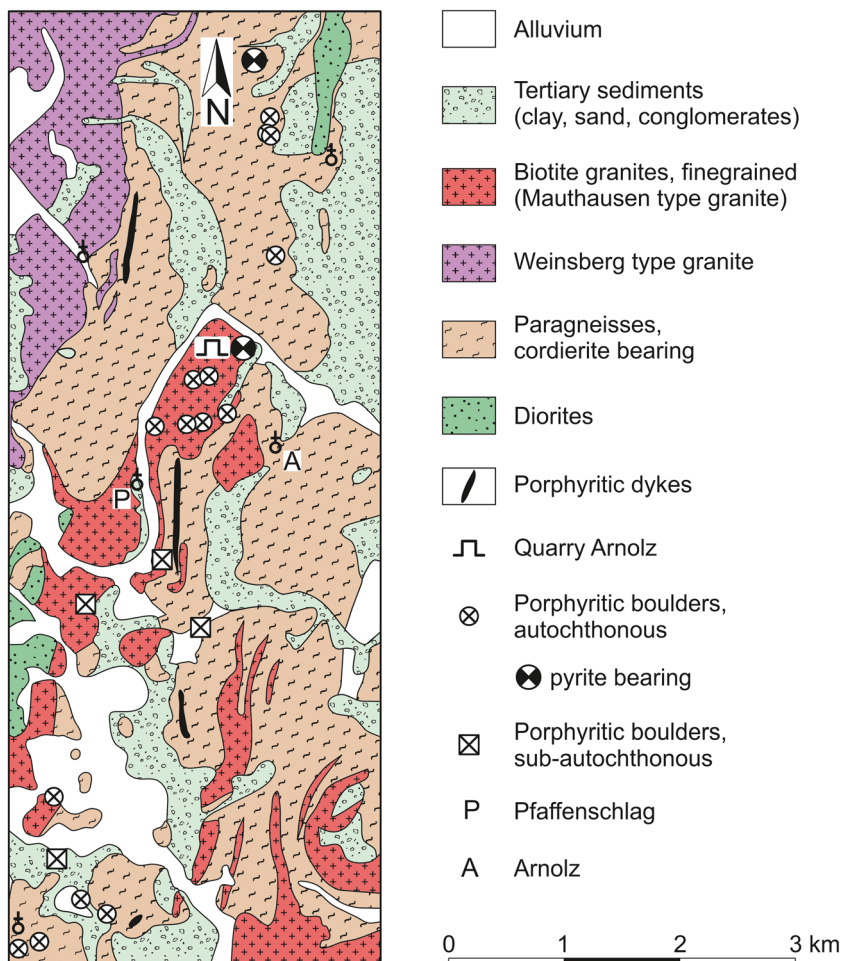 N
A
P
Alluvium
Tertiary sediments
(clay, sand, conglomerates)
Biotite granites, finegrained
(Mauthausen type granite)
Weinsberg type granite
Paragneisses,
cordierite bearing
Diorites
Porphyritic dykes
Quarry Arnolz
Porphyritic boulders,
autochthonous
pyrite bearing
Porphyritic boulders,
sub-autochthonous
P Pfaffenschlag
A Arnolz
0 1 2 3 km